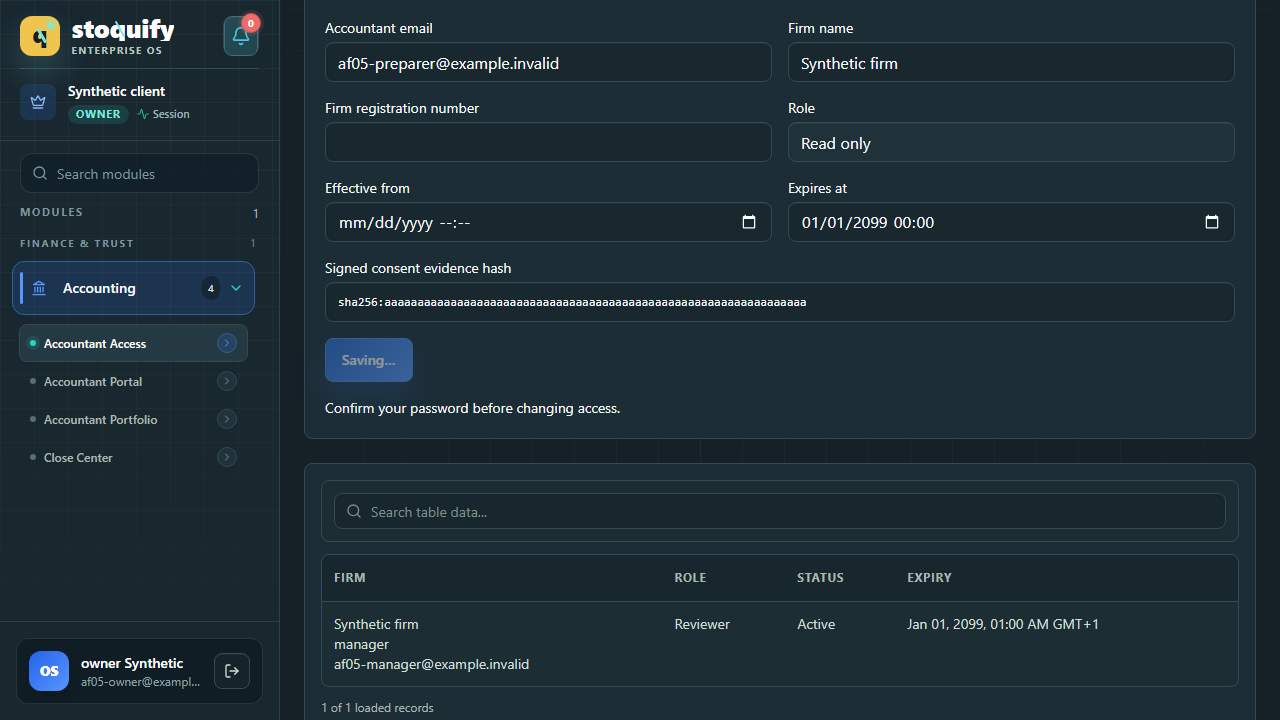 stoquify
ENTERPRISE OS
0
Synthetic client
OWNER
Session
Search modules
MODULES
1
FINANCE & TRUST
1
Accounting
4
Accountant Access
Accountant Portal
Accountant Portfolio
Close Center
OS
owner Synthetic
af05-owner@exampl...
Accountant email
Firm name
af05-preparer@example.invalid
Synthetic firm
Firm registration number
Role
Read only
Effective from
Expires at
mm/dd/yyyy --:--
01/01/2099 00:00
Signed consent evidence hash
sha256:aaaaaaaaaaaaaaaaaaaaaaaaaaaaaaaaaaaaaaaaaaaaaaaaaaaaaaaaaaaaaaaa
Saving...
Confirm your password before changing access.
Search table data...
FIRM
ROLE
STATUS
EXPIRY
Synthetic firm
Reviewer
Active
Jan 01, 2099, 01:00 AM GMT+1
manager
af05-manager@example.invalid
1 of 1 loaded records